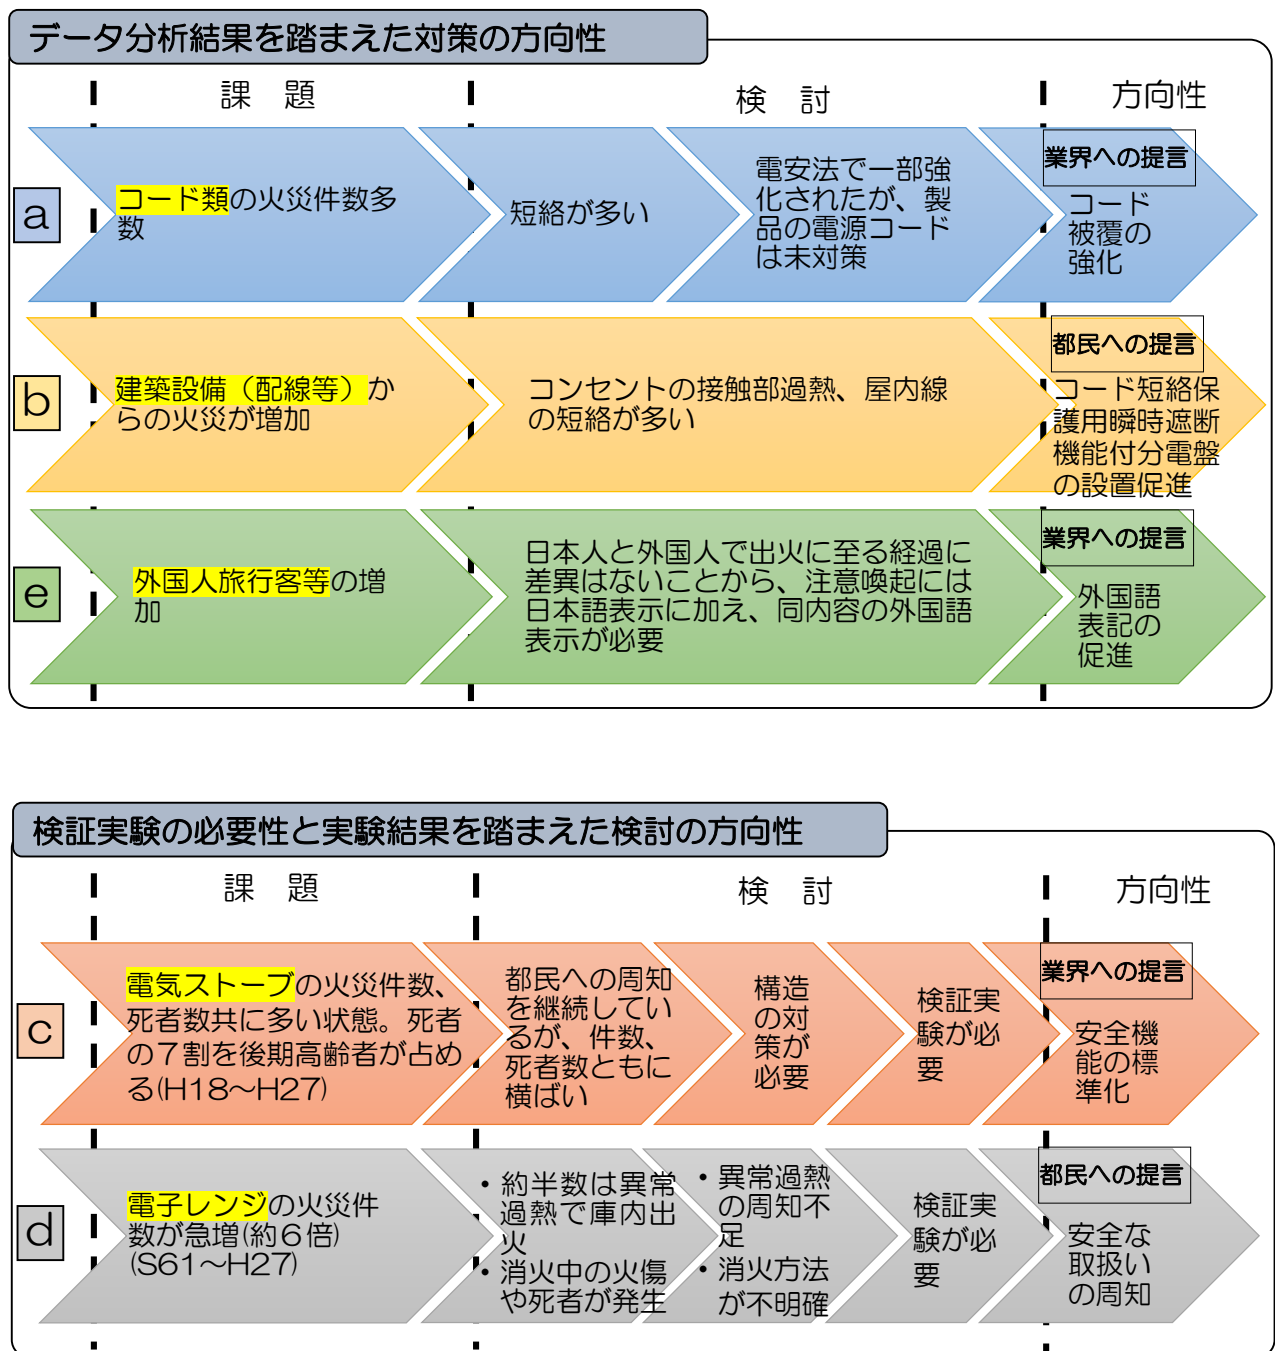 データ分析結果を踏まえた対策の方向性
課　題
検　討
方向性
a
コード類の火災件数多
数
短絡が多い
電安法で一部強
化されたが、製
品の電源コード
は未対策
業界への提言
コード
被覆の
強化
b
建築設備（配線等）か
らの火災が増加
コンセントの接触部過熱、屋内線
の短絡が多い
都民への提言
コード短絡保
護用瞬時遮断
機能付分電盤
の設置促進
e
外国人旅行客等の増
加
日本人と外国人で出火に至る経過に
差異はないことから、注意喚起には
日本語表示に加え、同内容の外国語
表示が必要
業界への提言
外国語
表記の
促進
検証実験の必要性と実験結果を踏まえた検討の方向性
課　題
検　討
方向性
c
電気ストーブの火災件数、
死者数共に多い状態。死者
の７割を後期高齢者が占め
る(H18～H27)
都民への周知
を継続してい
るが、件数、
死者数ともに
横ばい
構造
の対
策が
必要
検証実
験が必
要
業界への提言
安全機
能の標
準化
d
電子レンジの火災件
数が急増(約６倍)
(S61～H27)
・約半数は異常
過熱で庫内出
火
・消火中の火傷
や死者が発生
・異常過熱
の周知不
足
・消火方法
が不明確
検証実
験が必
要
都民への提言
安全な
取扱い
の周知